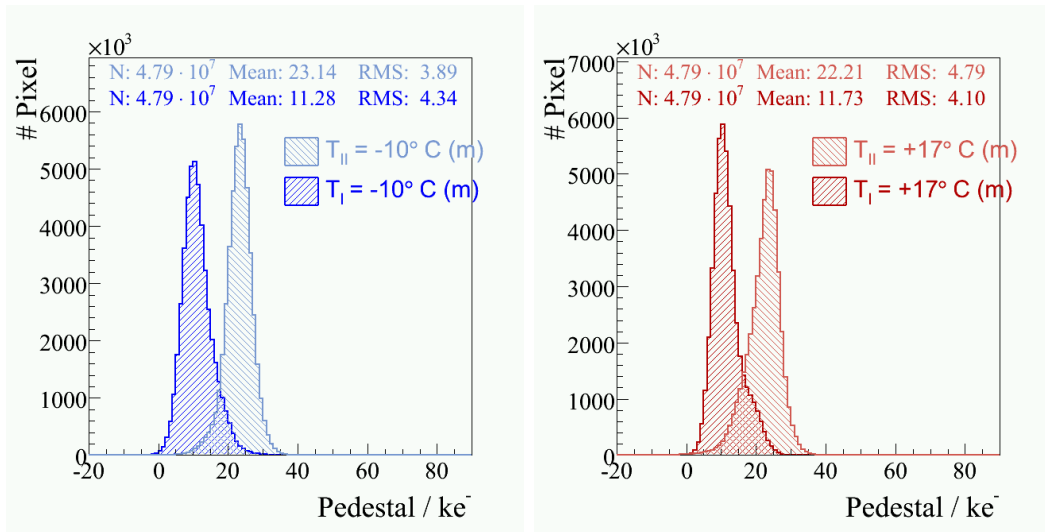 ×10³
# Pixel
N: 4.79 · 10⁷ Mean: 23.14 RMS: 3.89
N: 4.79 · 10⁷ Mean: 11.28 RMS: 4.34
T_II = -10° C (m)
T_I = -10° C (m)
6000
5000
4000
3000
2000
1000
0
-20 0 20 40 60 80
Pedestal / ke⁻
×10³
# Pixel
N: 4.79 · 10⁷ Mean: 22.21 RMS: 4.79
N: 4.79 · 10⁷ Mean: 11.73 RMS: 4.10
T_II = +17° C (m)
T_I = +17° C (m)
7000
6000
5000
4000
3000
2000
1000
0
-20 0 20 40 60 80
Pedestal / ke⁻